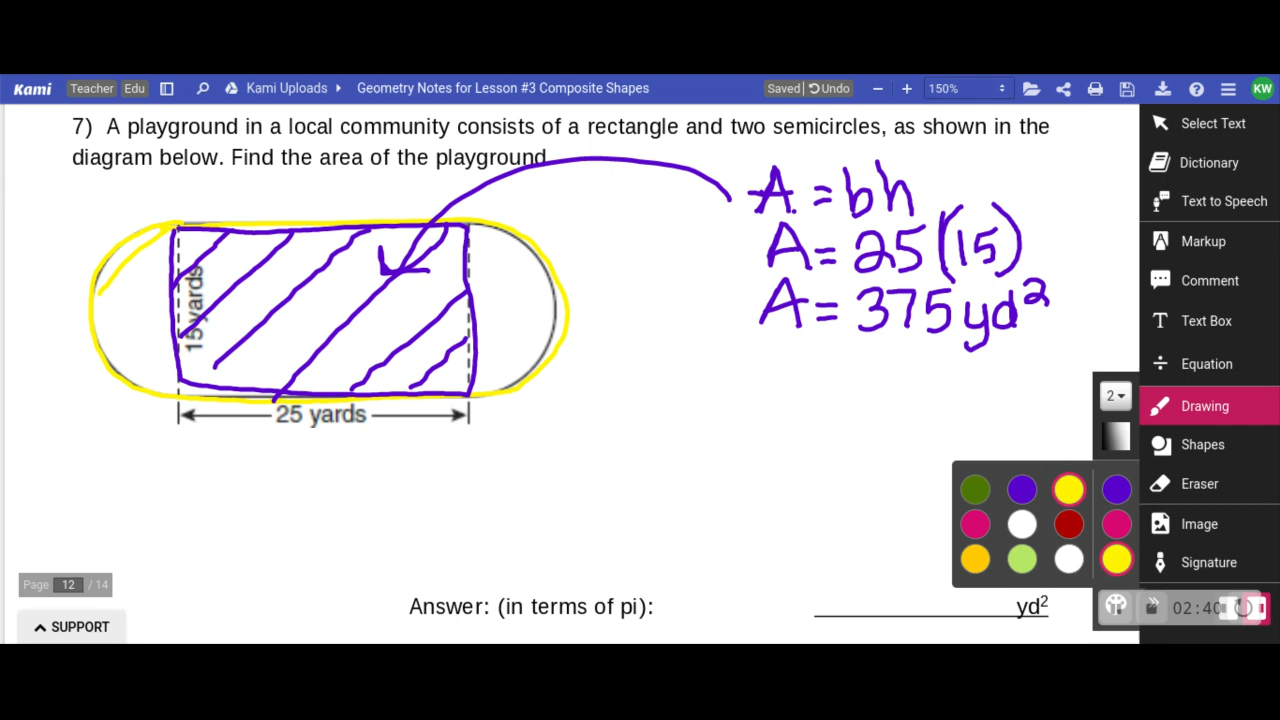 Kami Teacher Edu Kami Uploads Geometry Notes for Lesson #3 Composite Shapes Saved Undo 150% KW
7) A playground in a local community consists of a rectangle and two semicircles, as shown in the
diagram below. Find the area of the playground
A = bh
A = 25(15)
A = 375 yd²
15 yards
25 yards
Answer: (in terms of pi): yd²
Page 12 / 14
SUPPORT
Select Text
Dictionary
Text to Speech
Markup
Comment
Text Box
Equation
Drawing
Shapes
Eraser
Image
Signature
2
02:40